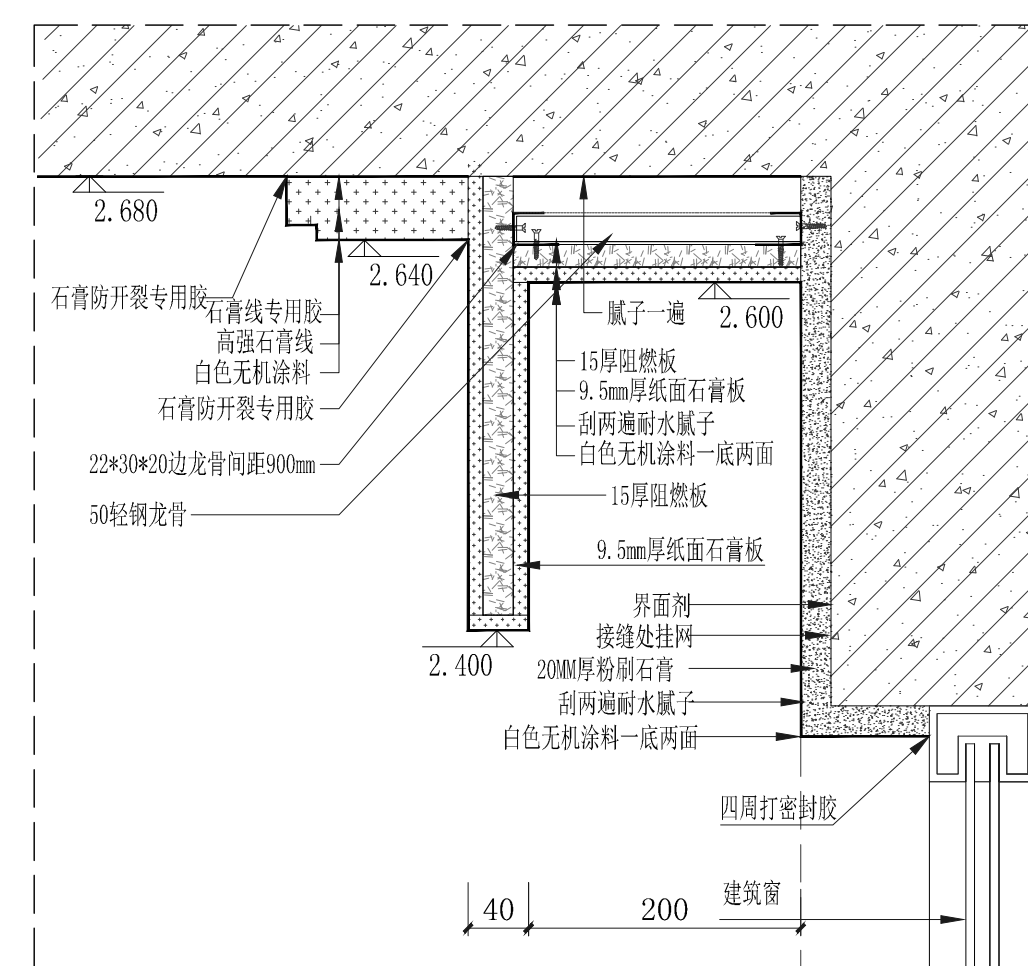 2.680
2.640
石膏防开裂专用胶
石膏线专用胶
高强石膏线
白色无机涂料
石膏防开裂专用胶
22*30*20边龙骨间距900mm
50轻钢龙骨
腻子一遍
2.600
15厚阻燃板
9.5mm厚纸面石膏板
刮两遍耐水腻子
白色无机涂料一底两面
15厚阻燃板
9.5mm厚纸面石膏板
界面剂
接缝处挂网
2.400
20MM厚粉刷石膏
刮两遍耐水腻子
白色无机涂料一底两面
四周打密封胶
建筑窗
40
200